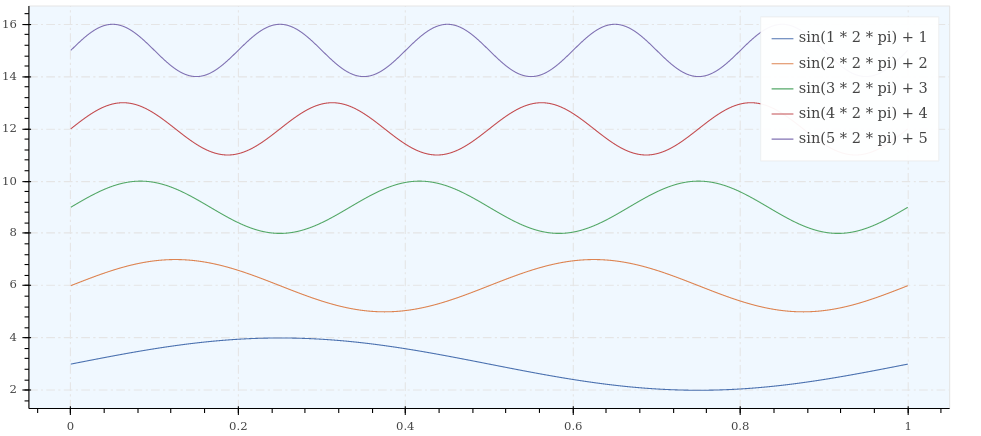 16
14
12
10
8
6
4
2
0 0.2 0.4 0.6 0.8 1
sin(1 * 2 * pi) + 1
sin(2 * 2 * pi) + 2
sin(3 * 2 * pi) + 3
sin(4 * 2 * pi) + 4
sin(5 * 2 * pi) + 5